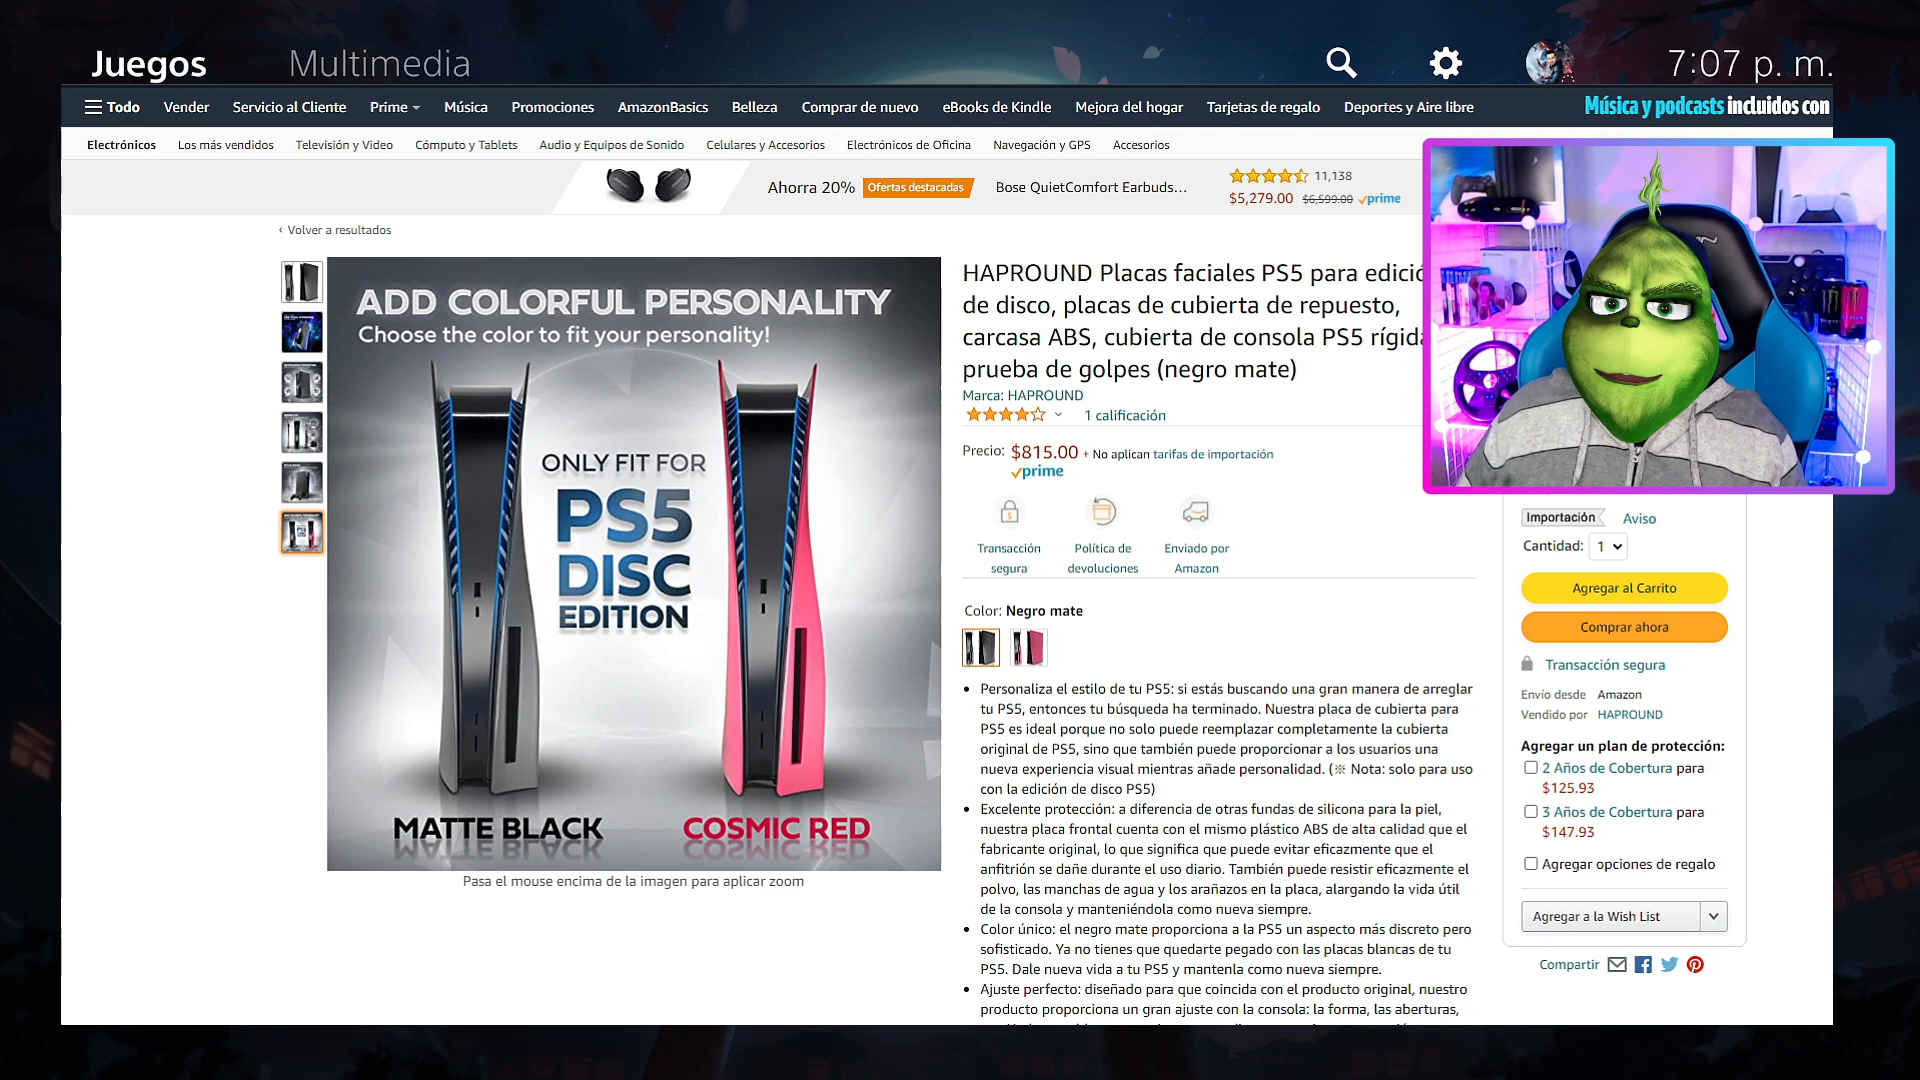 Juegos
Multimedia
7:07 p. m.
Todo
Vender
Servicio al Cliente
Prime
Música
Promociones
AmazonBasics
Belleza
Comprar de nuevo
eBooks de Kindle
Mejora del hogar
Tarjetas de regalo
Deportes y Aire libre
Música y podcasts incluidos con
Electrónicos
Los más vendidos
Televisión y Video
Cómputo y Tablets
Audio y Equipos de Sonido
Celulares y Accesorios
Electrónicos de Oficina
Navegación y GPS
Accesorios
Ahorra 20%
Ofertas destacadas
Bose QuietComfort Earbuds...
11,138
$5,279.00 $6,599.00 prime
‹ Volver a resultados
ADD COLORFUL PERSONALITY
Choose the color to fit your personality!
ONLY FIT FOR
PS5
DISC
EDITION
MATTE BLACK
COSMIC RED
Pasa el mouse encima de la imagen para aplicar zoom
HAPROUND Placas faciales PS5 para edició
de disco, placas de cubierta de repuesto,
carcasa ABS, cubierta de consola PS5 rígida
prueba de golpes (negro mate)
Marca: HAPROUND
1 calificación
Precio: $815.00 + No aplican tarifas de importación
prime
Transacción
segura
Política de
devoluciones
Enviado por
Amazon
Color: Negro mate
• Personaliza el estilo de tu PS5: si estás buscando una gran manera de arreglar
tu PS5, entonces tu búsqueda ha terminado. Nuestra placa de cubierta para
PS5 es ideal porque no solo puede reemplazar completamente la cubierta
original de PS5, sino que también puede proporcionar a los usuarios una
nueva experiencia visual mientras añade personalidad. (※ Nota: solo para uso
con la edición de disco PS5)
• Excelente protección: a diferencia de otras fundas de silicona para la piel,
nuestra placa frontal cuenta con el mismo plástico ABS de alta calidad que el
fabricante original, lo que significa que puede evitar eficazmente que el
anfitrión se dañe durante el uso diario. También puede resistir eficazmente el
polvo, las manchas de agua y los arañazos en la placa, alargando la vida útil
de la consola y manteniéndola como nueva siempre.
• Color único: el negro mate proporciona a la PS5 un aspecto más discreto pero
sofisticado. Ya no tienes que quedarte pegado con las placas blancas de tu
PS5. Dale nueva vida a tu PS5 y mantenla como nueva siempre.
• Ajuste perfecto: diseñado para que coincida con el producto original, nuestro
producto proporciona un gran ajuste con la consola: la forma, las aberturas,
Importación
Aviso
Cantidad: 1
Agregar al Carrito
Comprar ahora
Transacción segura
Envío desde Amazon
Vendido por HAPROUND
Agregar un plan de protección:
2 Años de Cobertura para
$125.93
3 Años de Cobertura para
$147.93
Agregar opciones de regalo
Agregar a la Wish List
Compartir